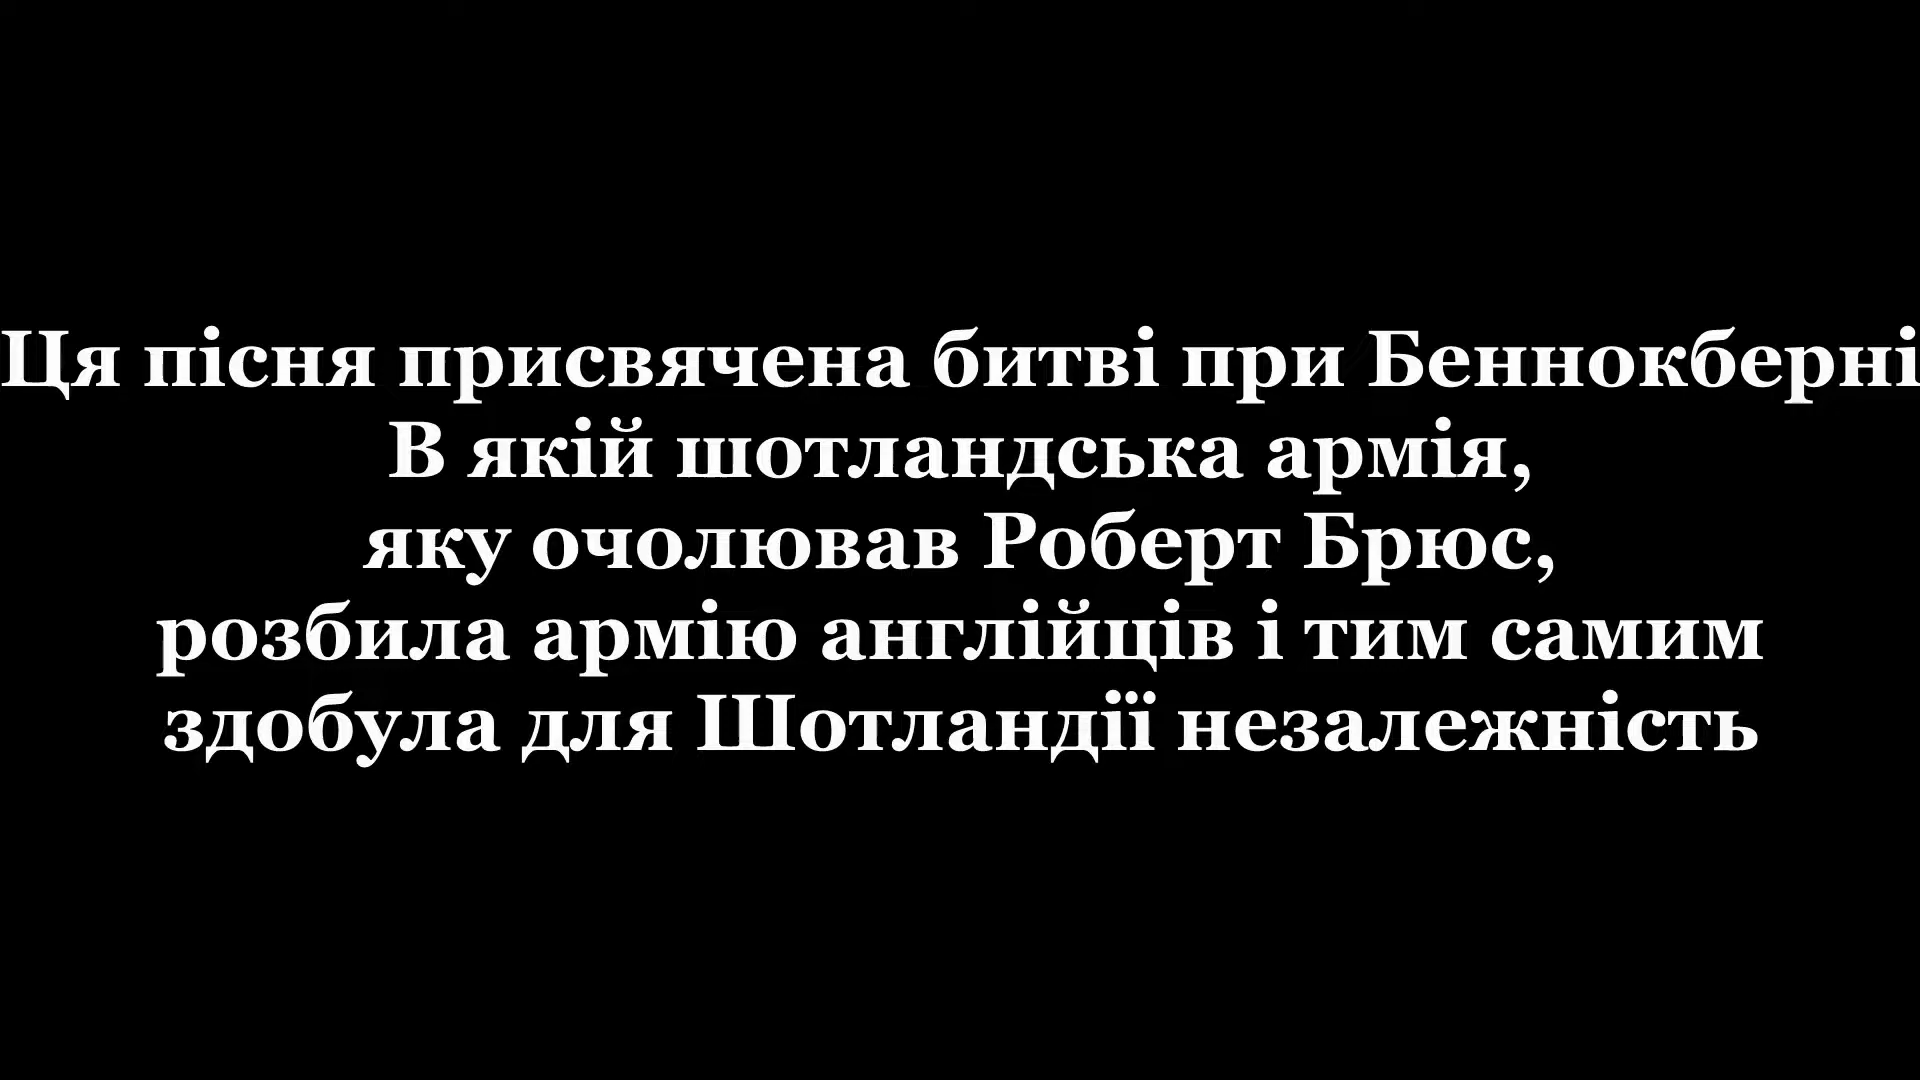 Ця пісня присвячена битві при Беннокберні
В якій шотландська армія,
яку очолював Роберт Брюс,
розбила армію англійців і тим самим
здобула для Шотландії незалежність